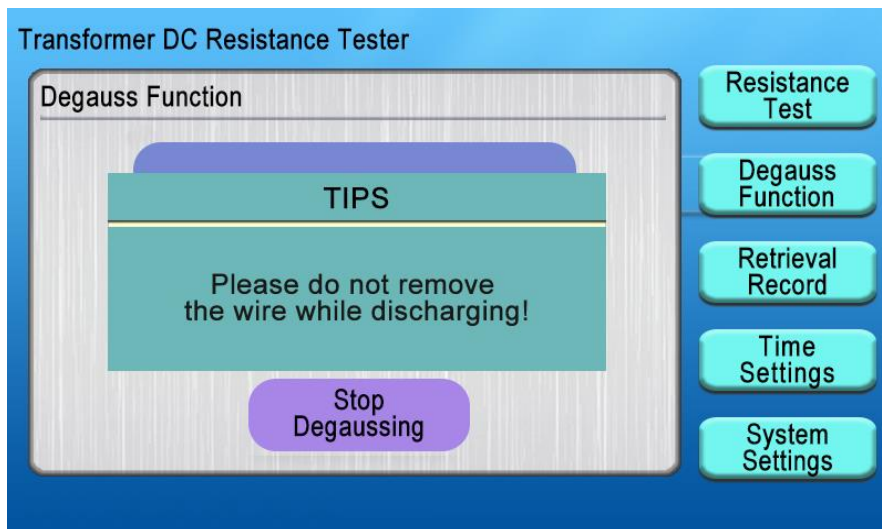 Transformer DC Resistance Tester
Degauss Function
TIPS
Please do not remove
the wire while discharging!
Stop
Degaussing
Resistance
Test
Degauss
Function
Retrieval
Record
Time
Settings
System
Settings